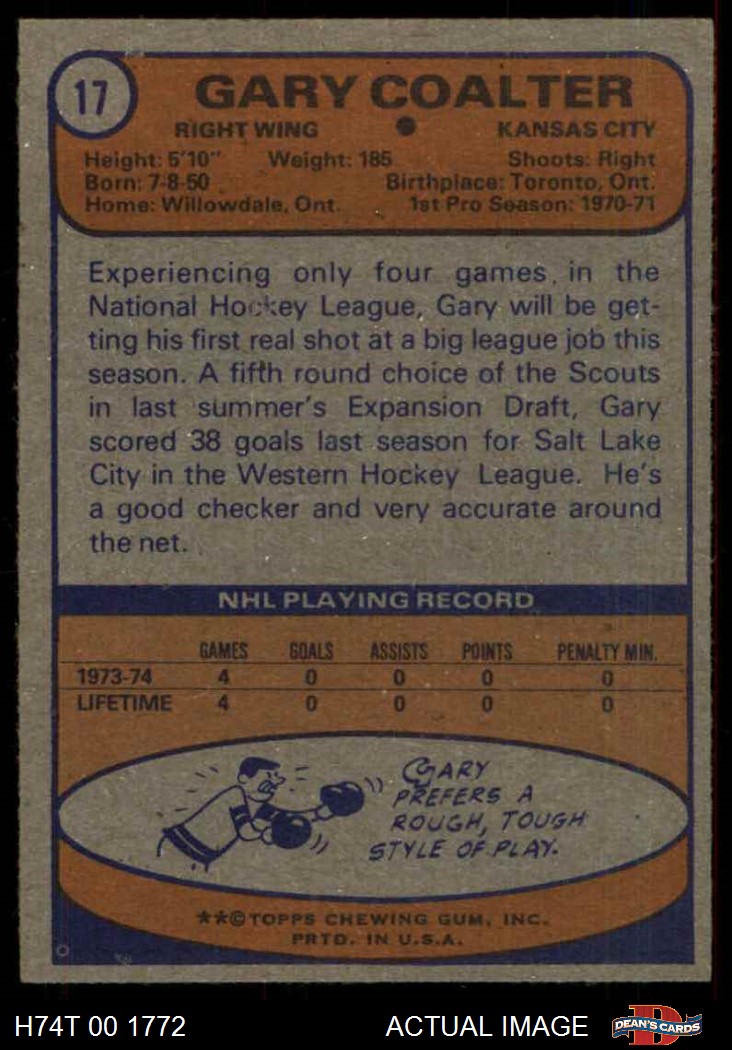 17
GARY COALTER
RIGHT WING KANSAS CITY
Height: 5'10" Weight: 185 Shoots: Right
Born: 7-8-50 Birthplace: Toronto, Ont.
Home: Willowdale, Ont. 1st Pro Season: 1970-71
Experiencing only four games in the
National Hockey League, Gary will be get-
ting his first real shot at a big league job this
season. A fifth round choice of the Scouts
in last summer's Expansion Draft, Gary
scored 38 goals last season for Salt Lake
City in the Western Hockey League. He's
a good checker and very accurate around
the net.
NHL PLAYING RECORD
GAMES GOALS ASSISTS POINTS PENALTY MIN.
1973-74 4 0 0 0 0
LIFETIME 4 0 0 0 0
GARY
PREFERS A
ROUGH, TOUGH
STYLE OF PLAY.
**©TOPPS CHEWING GUM, INC.
PRTD. IN U.S.A.
H74T 00 1772 ACTUAL IMAGE DEAN'S CARDS